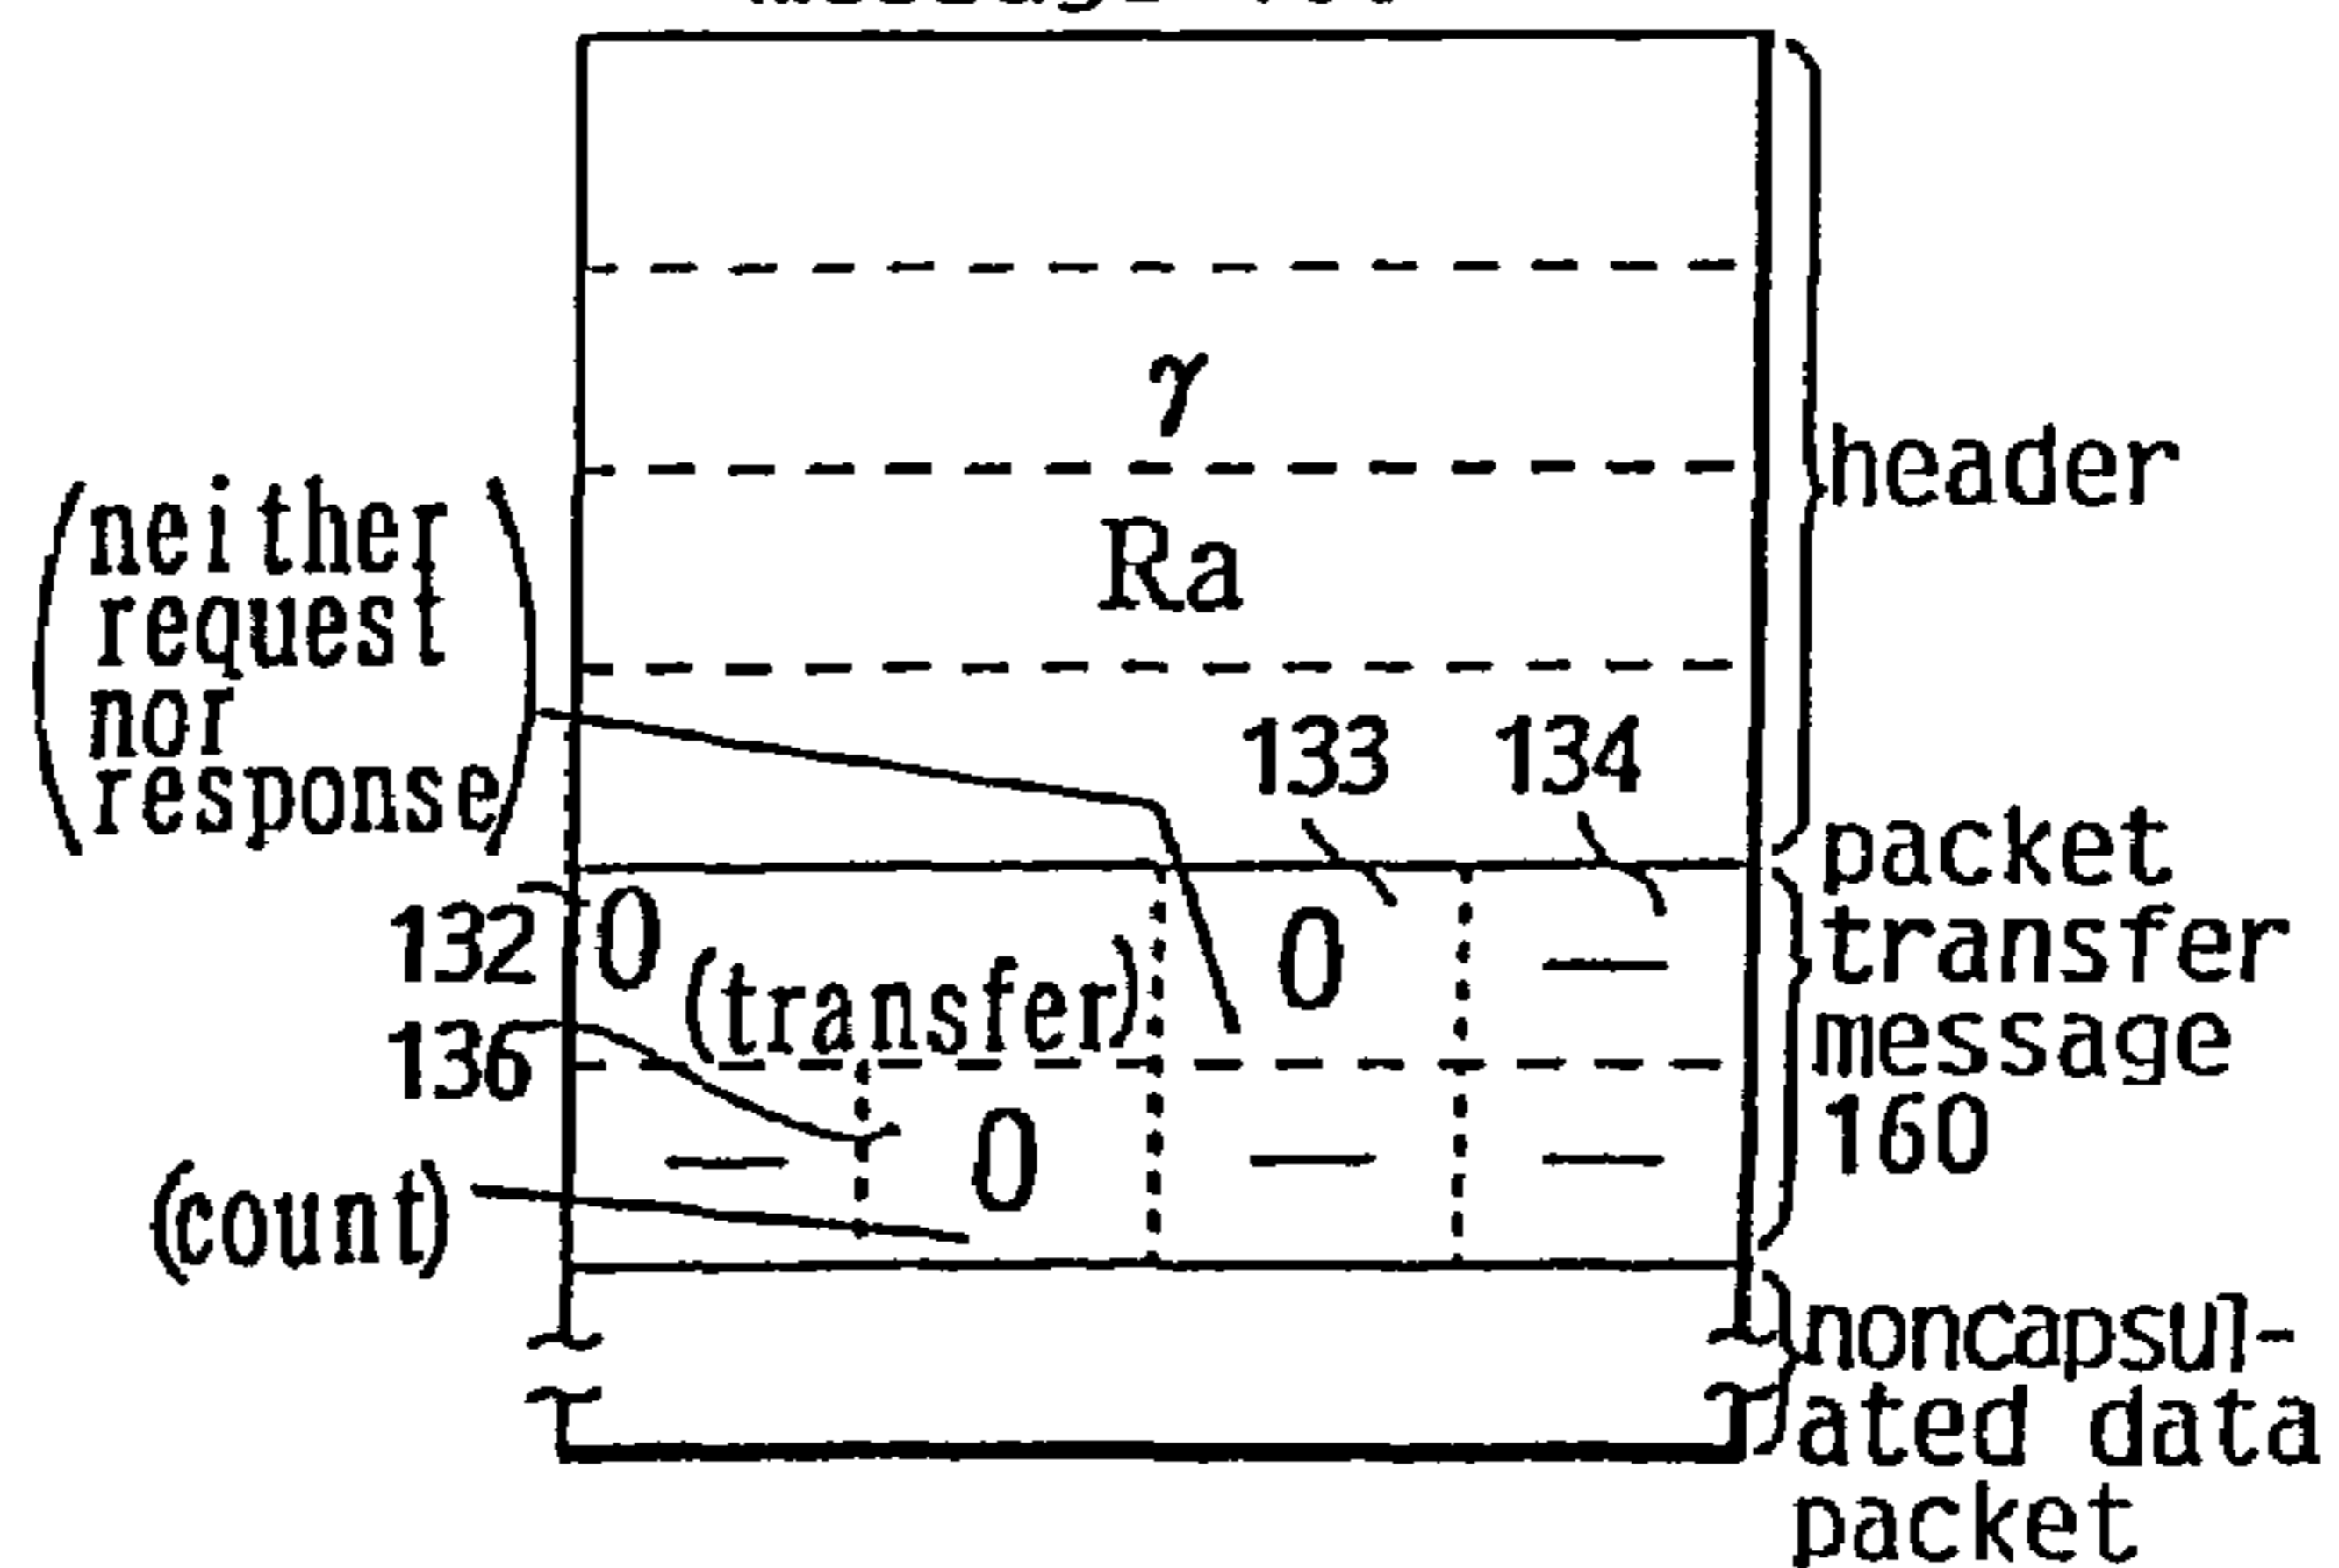 γ
header
Ra
(neither
request
nor
response)
133 134
132 0 (transfer) 0 —
136
— 0 — —
(count)
packet
transfer
message
160
noncapsul-
ated data
packet